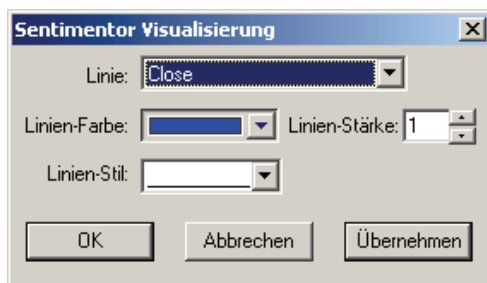 Sentimentor Visualisierung
Linie: Close
Linien-Farbe: Linien-Stärke: 1
Linien-Stil:
OK Abbrechen Übernehmen